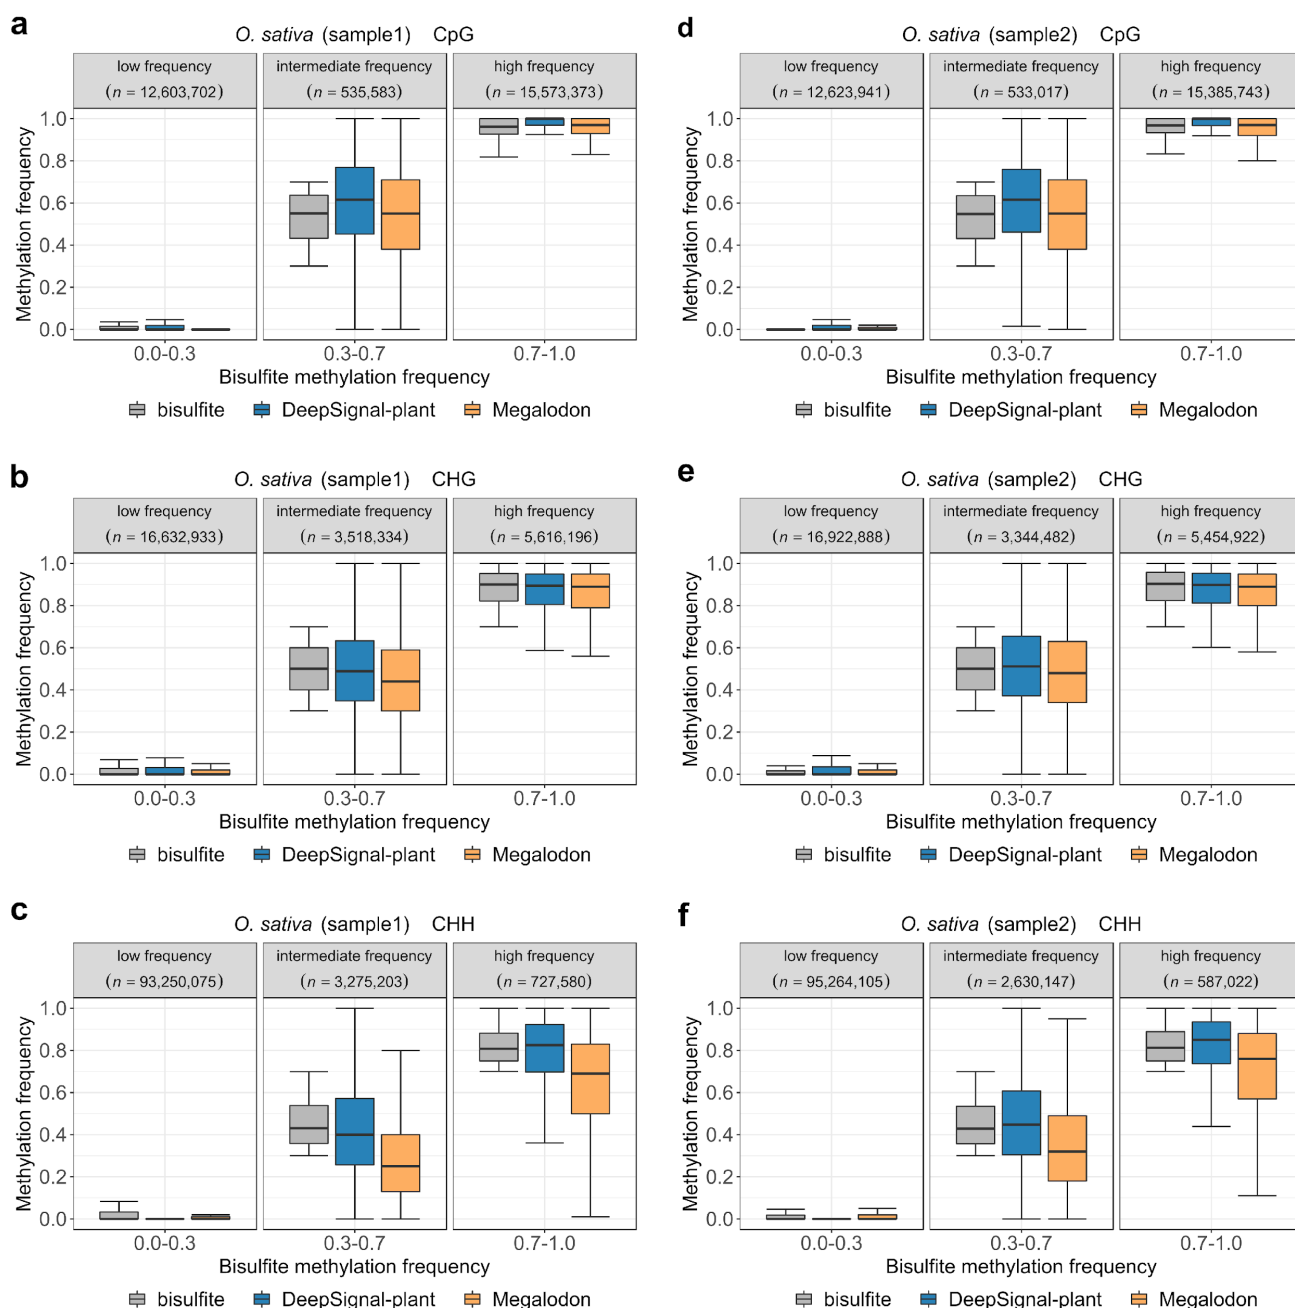 a
O. sativa (sample1) CpG
low frequency
(n = 12,603,702)
intermediate frequency
(n = 535,583)
high frequency
(n = 15,573,373)
Methylation frequency
1.0
0.8
0.6
0.4
0.2
0.0
0.0-0.3
0.3-0.7
0.7-1.0
Bisulfite methylation frequency
bisulfite DeepSignal-plant Megalodon
d
O. sativa (sample2) CpG
low frequency
(n = 12,623,941)
intermediate frequency
(n = 533,017)
high frequency
(n = 15,385,743)
Methylation frequency
1.0
0.8
0.6
0.4
0.2
0.0
0.0-0.3
0.3-0.7
0.7-1.0
Bisulfite methylation frequency
bisulfite DeepSignal-plant Megalodon
b
O. sativa (sample1) CHG
low frequency
(n = 16,632,933)
intermediate frequency
(n = 3,518,334)
high frequency
(n = 5,616,196)
Methylation frequency
1.0
0.8
0.6
0.4
0.2
0.0
0.0-0.3
0.3-0.7
0.7-1.0
Bisulfite methylation frequency
bisulfite DeepSignal-plant Megalodon
e
O. sativa (sample2) CHG
low frequency
(n = 16,922,888)
intermediate frequency
(n = 3,344,482)
high frequency
(n = 5,454,922)
Methylation frequency
1.0
0.8
0.6
0.4
0.2
0.0
0.0-0.3
0.3-0.7
0.7-1.0
Bisulfite methylation frequency
bisulfite DeepSignal-plant Megalodon
c
O. sativa (sample1) CHH
low frequency
(n = 93,250,075)
intermediate frequency
(n = 3,275,203)
high frequency
(n = 727,580)
Methylation frequency
1.0
0.8
0.6
0.4
0.2
0.0
0.0-0.3
0.3-0.7
0.7-1.0
Bisulfite methylation frequency
bisulfite DeepSignal-plant Megalodon
f
O. sativa (sample2) CHH
low frequency
(n = 95,264,105)
intermediate frequency
(n = 2,630,147)
high frequency
(n = 587,022)
Methylation frequency
1.0
0.8
0.6
0.4
0.2
0.0
0.0-0.3
0.3-0.7
0.7-1.0
Bisulfite methylation frequency
bisulfite DeepSignal-plant Megalodon